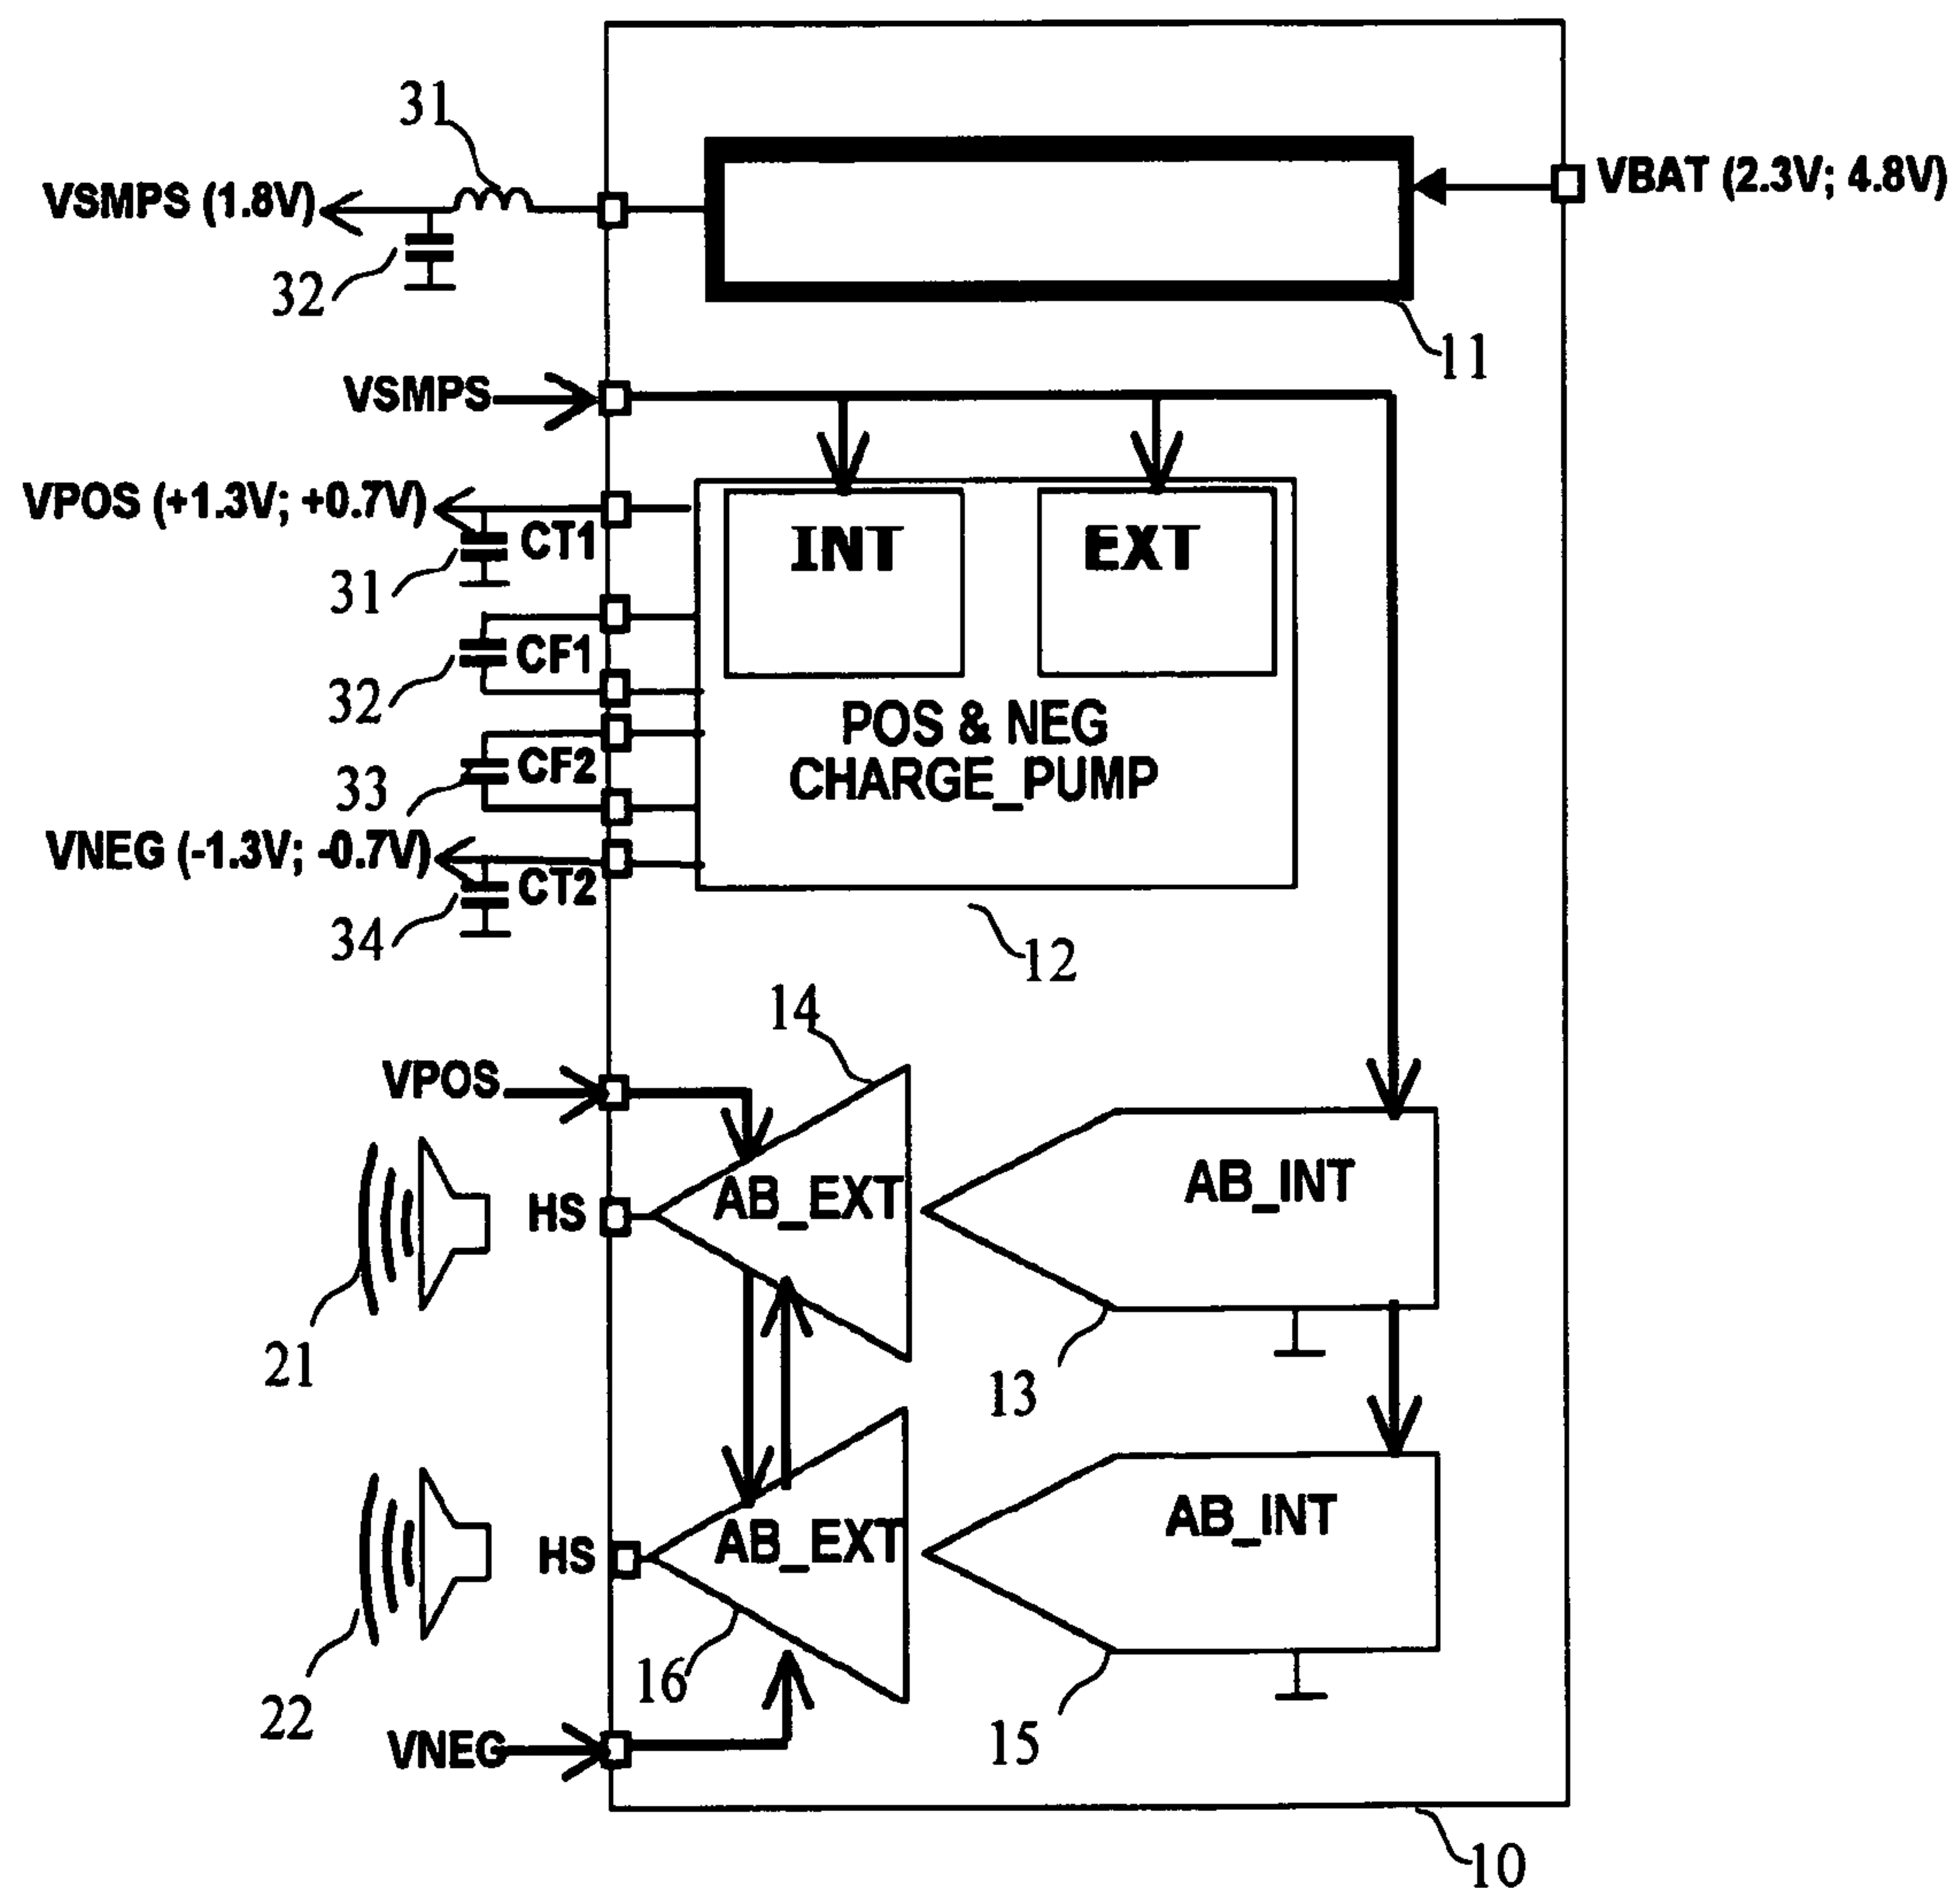 31
VSMPS (1.8V)
VBAT (2.3V; 4.8V)
32
11
VSMPS
VPOS (+1.3V; +0.7V)
CT1
31
INT
EXT
CF1
32
POS & NEG
CHARGE_PUMP
CF2
33
VNEG (-1.3V; -0.7V)
CT2
34
12
14
VPOS
AB_EXT
AB_INT
HS
21
13
AB_EXT
AB_INT
HS
16
22
15
VNEG
10